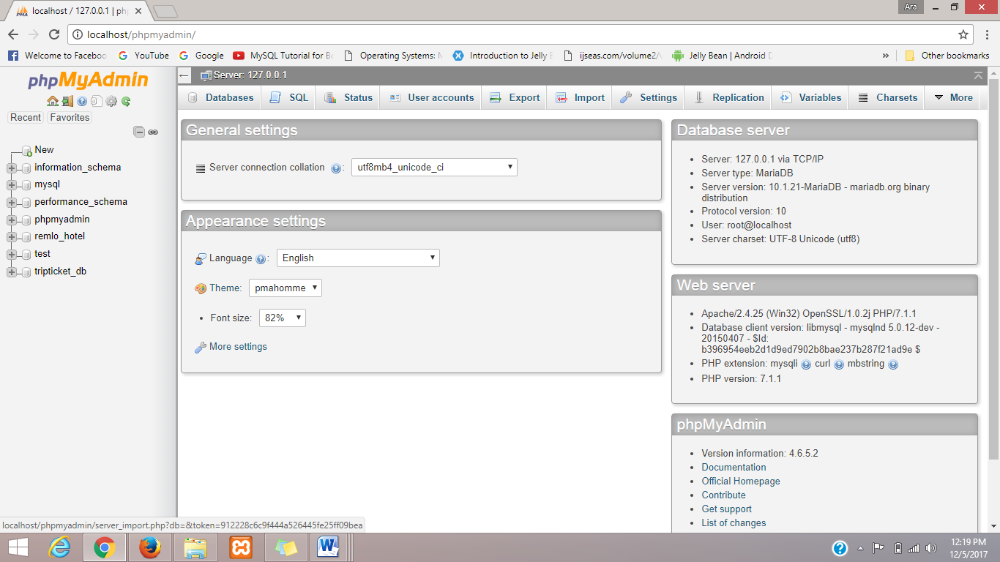 localhost / 127.0.0.1 | ph
Ara
localhost/phpmyadmin/
Welcome to Faceboo
YouTube
Google
MySQL Tutorial for Be
Operating Systems: M
Introduction to Jelly B
ijseas.com/volume2/v
Jelly Bean | Android D
»
Other bookmarks
phpMyAdmin
Recent
Favorites
New
information_schema
mysql
performance_schema
phpmyadmin
remlo_hotel
test
tripticket_db
Server: 127.0.0.1
Databases
SQL
Status
User accounts
Export
Import
Settings
Replication
Variables
Charsets
More
General settings
Server connection collation : utf8mb4_unicode_ci
Appearance settings
Language : English
Theme: pmahomme
• Font size: 82%
More settings
Database server
• Server: 127.0.0.1 via TCP/IP
• Server type: MariaDB
• Server version: 10.1.21-MariaDB - mariadb.org binary
distribution
• Protocol version: 10
• User: root@localhost
• Server charset: UTF-8 Unicode (utf8)
Web server
• Apache/2.4.25 (Win32) OpenSSL/1.0.2j PHP/7.1.1
• Database client version: libmysql - mysqlnd 5.0.12-dev -
20150407 - $Id:
b396954eeb2d1d9ed7902b8bae237b287f21ad9e $
• PHP extension: mysqli curl mbstring
• PHP version: 7.1.1
phpMyAdmin
• Version information: 4.6.5.2
• Documentation
• Official Homepage
• Contribute
• Get support
• List of changes
localhost/phpmyadmin/server_import.php?db=&token=912228c6c9f444a526445fe25ff09bea
12:19 PM
12/5/2017